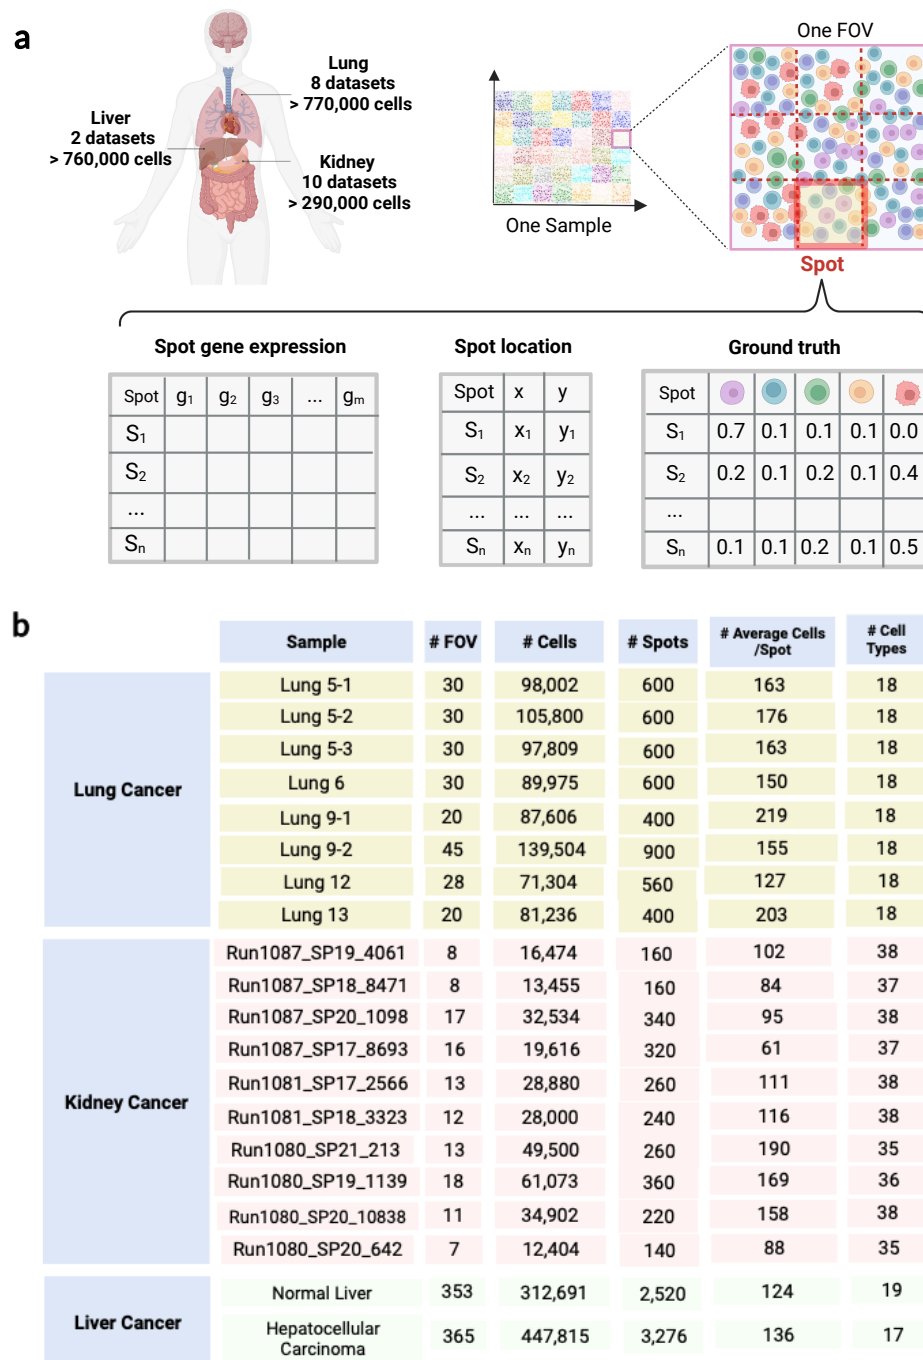 a
Lung
8 datasets
> 770,000 cells
Liver
2 datasets
> 760,000 cells
Kidney
10 datasets
> 290,000 cells
One Sample
One FOV
Spot
Spot gene expression
Spot g1 g2 g3 ... gm
S1
S2
...
Sn
Spot location
Spot x y
S1 x1 y1
S2 x2 y2
... ... ...
Sn xn yn
Ground truth
Spot
S1 0.7 0.1 0.1 0.1 0.0
S2 0.2 0.1 0.2 0.1 0.4
...
Sn 0.1 0.1 0.2 0.1 0.5
b
Sample # FOV # Cells # Spots # Average Cells /Spot # Cell Types
Lung Cancer
Lung 5-1 30 98,002 600 163 18
Lung 5-2 30 105,800 600 176 18
Lung 5-3 30 97,809 600 163 18
Lung 6 30 89,975 600 150 18
Lung 9-1 20 87,606 400 219 18
Lung 9-2 45 139,504 900 155 18
Lung 12 28 71,304 560 127 18
Lung 13 20 81,236 400 203 18
Kidney Cancer
Run1087_SP19_4061 8 16,474 160 102 38
Run1087_SP18_8471 8 13,455 160 84 37
Run1087_SP20_1098 17 32,534 340 95 38
Run1087_SP17_8693 16 19,616 320 61 37
Run1081_SP17_2566 13 28,880 260 111 38
Run1081_SP18_3323 12 28,000 240 116 38
Run1080_SP21_213 13 49,500 260 190 35
Run1080_SP19_1139 18 61,073 360 169 36
Run1080_SP20_10838 11 34,902 220 158 38
Run1080_SP20_642 7 12,404 140 88 35
Liver Cancer
Normal Liver 353 312,691 2,520 124 19
Hepatocellular Carcinoma 365 447,815 3,276 136 17